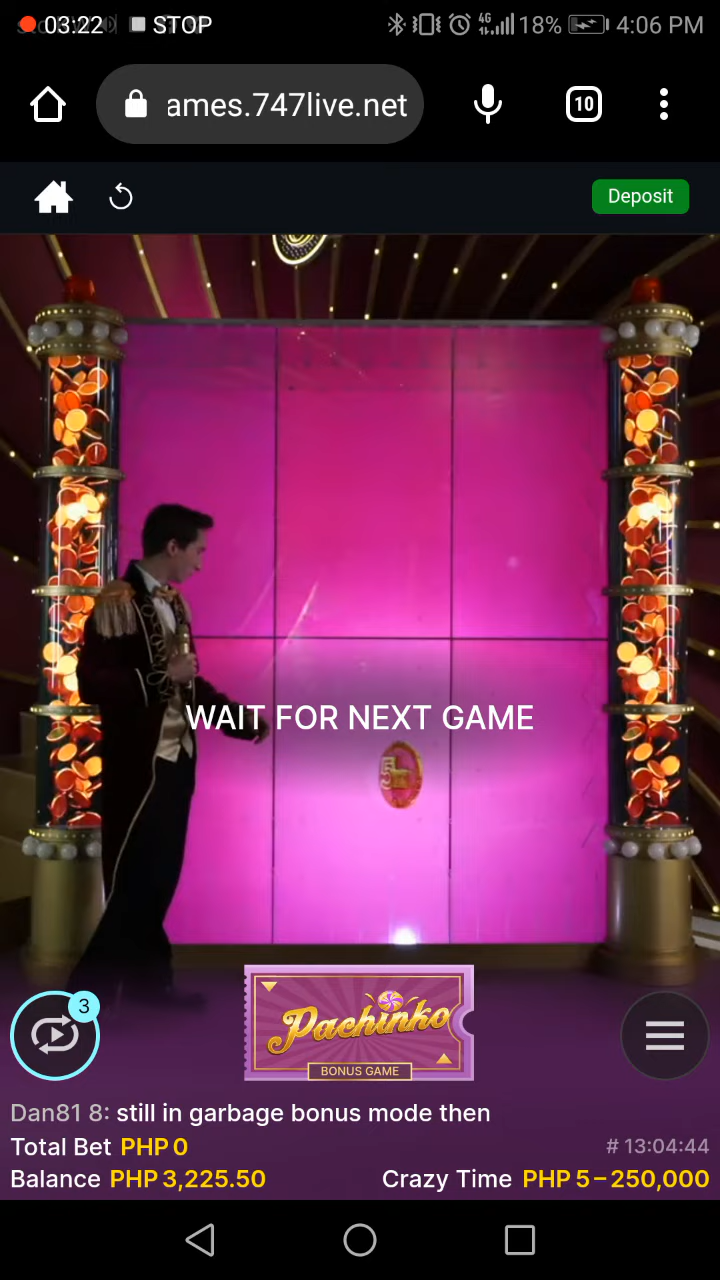 03:22 STOP 4G 18% 4:06 PM
ames.747live.net 10
Deposit
WAIT FOR NEXT GAME
3
Pachinko
BONUS GAME
Dan81 8: still in garbage bonus mode then
Total Bet PHP 0 # 13:04:44
Balance PHP 3,225.50 Crazy Time PHP 5–250,000